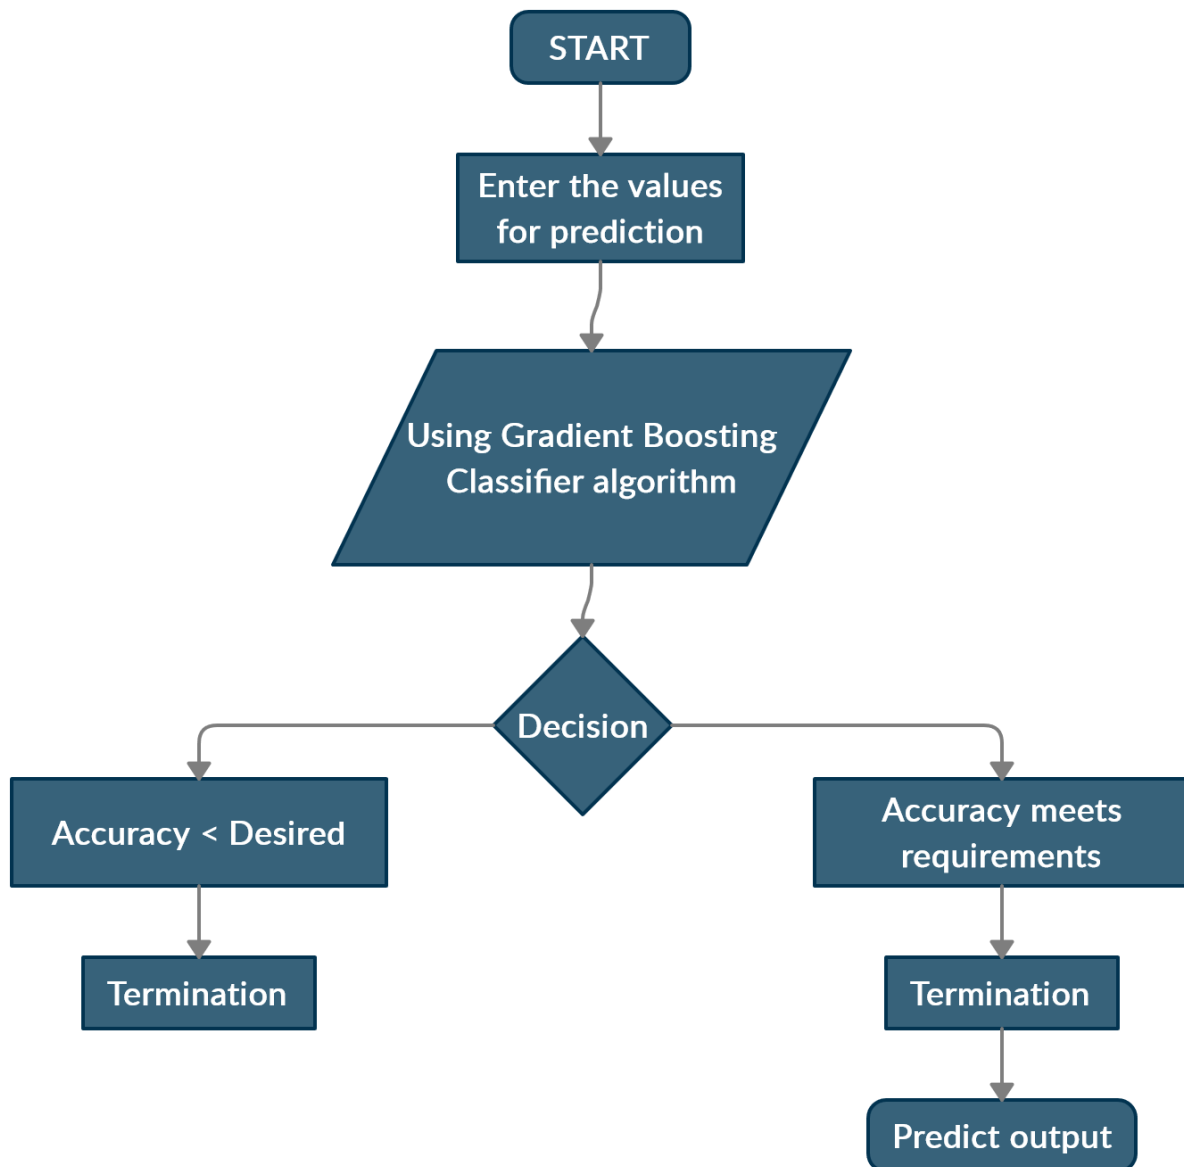 START
Enter the values
for prediction
Using Gradient Boosting
Classifier algorithm
Decision
Accuracy < Desired
Accuracy meets
requirements
Termination
Termination
Predict output